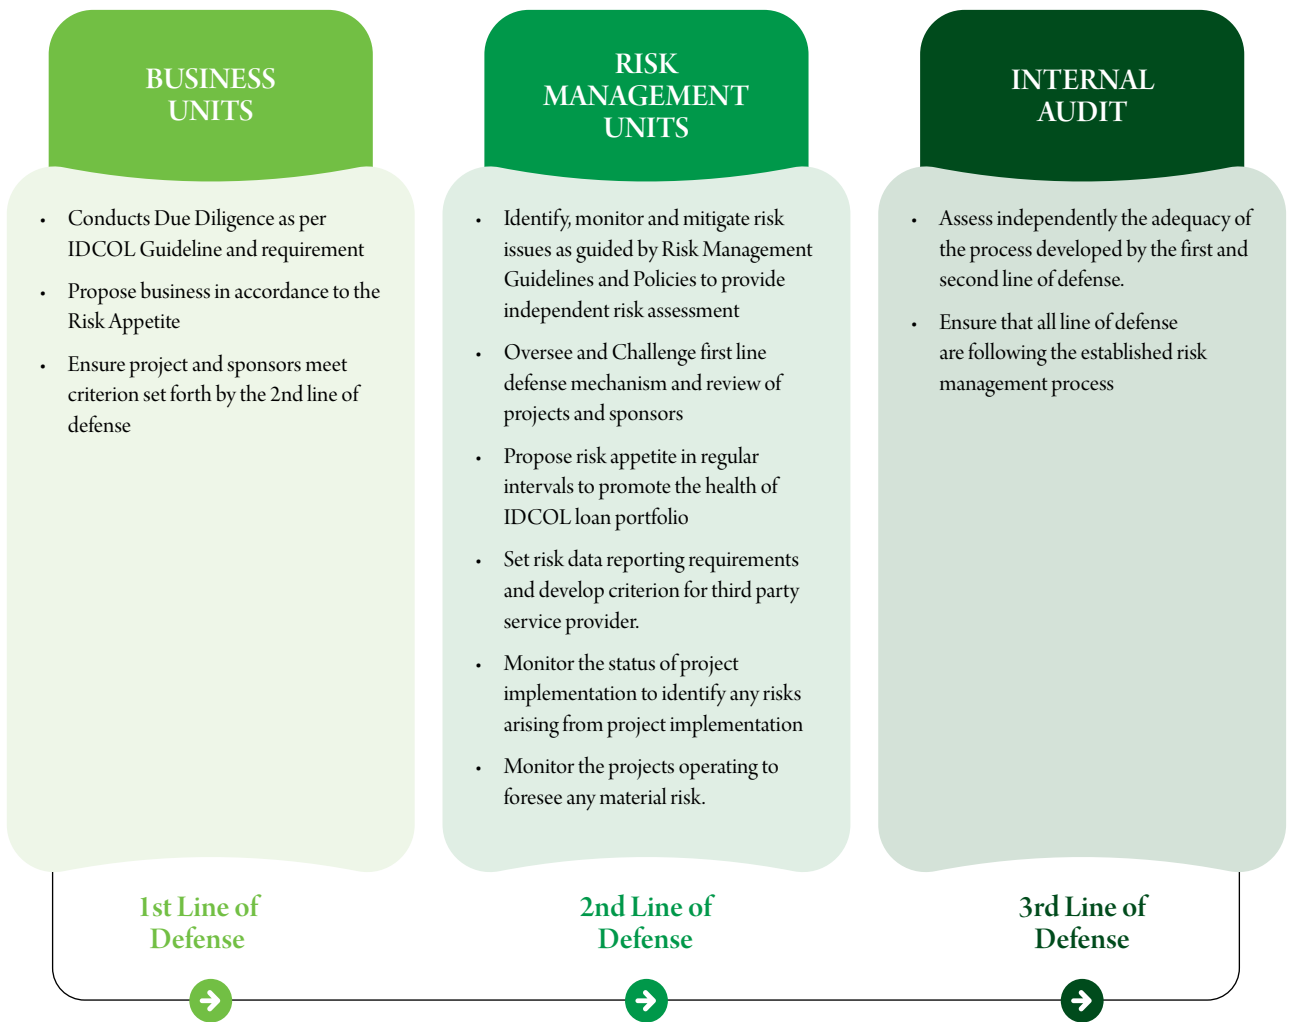 BUSINESS
UNITS
• Conducts Due Diligence as per
IDCOL Guideline and requirement
• Propose business in accordance to the
Risk Appetite
• Ensure project and sponsors meet
criterion set forth by the 2nd line of
defense
1st Line of
Defense
RISK
MANAGEMENT
UNITS
• Identify, monitor and mitigate risk
issues as guided by Risk Management
Guidelines and Policies to provide
independent risk assessment
• Oversee and Challenge first line
defense mechanism and review of
projects and sponsors
• Propose risk appetite in regular
intervals to promote the health of
IDCOL loan portfolio
• Set risk data reporting requirements
and develop criterion for third party
service provider.
• Monitor the status of project
implementation to identify any risks
arising from project implementation
• Monitor the projects operating to
foresee any material risk.
2nd Line of
Defense
INTERNAL
AUDIT
• Assess independently the adequacy of
the process developed by the first and
second line of defense.
• Ensure that all line of defense
are following the established risk
management process
3rd Line of
Defense